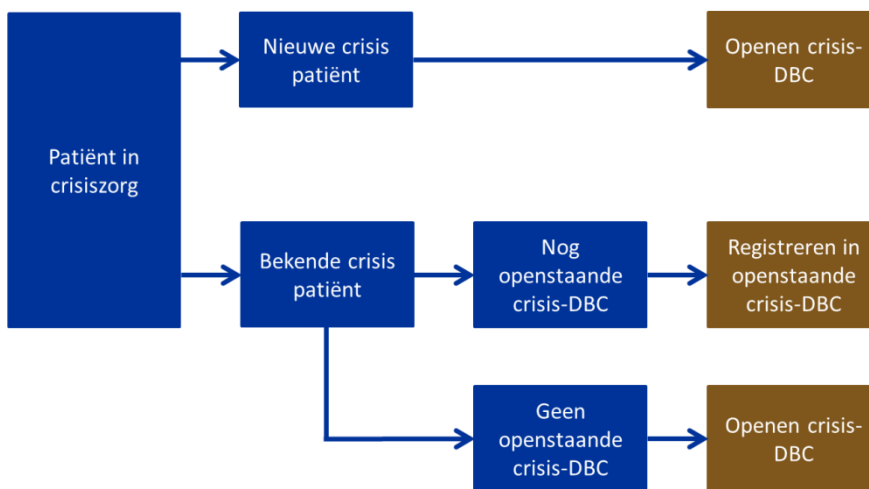 Nieuwe crisis
patiënt
Openen crisis-
DBC
Patiënt in
crisiszorg
Bekende crisis
patiënt
Nog
openstaande
crisis-DBC
Registreren in
openstaande
crisis-DBC
Geen
openstaande
crisis-DBC
Openen crisis-
DBC